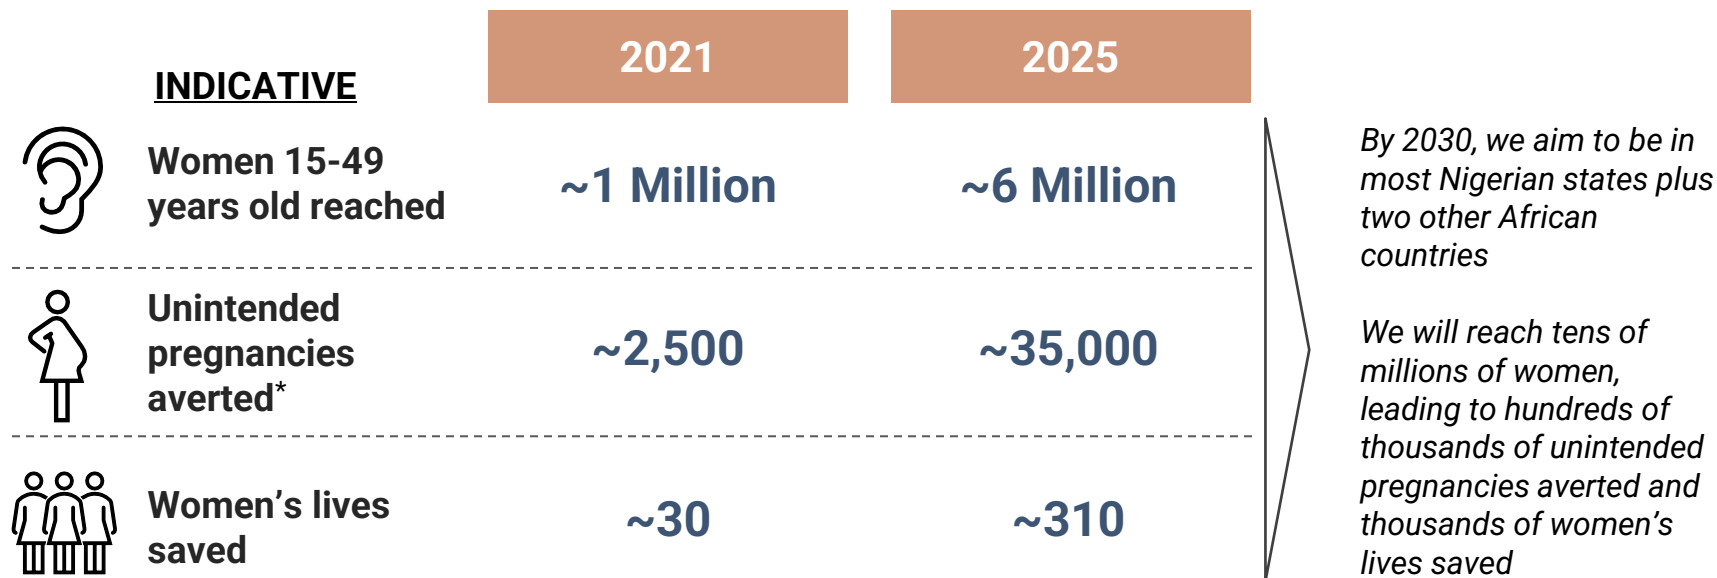 INDICATIVE
2021
2025
Women 15-49
years old reached
~1 Million
~6 Million
Unintended
pregnancies
averted*
~2,500
~35,000
Women’s lives
saved
~30
~310
By 2030, we aim to be in
most Nigerian states plus
two other African
countries
We will reach tens of
millions of women,
leading to hundreds of
thousands of unintended
pregnancies averted and
thousands of women’s
lives saved